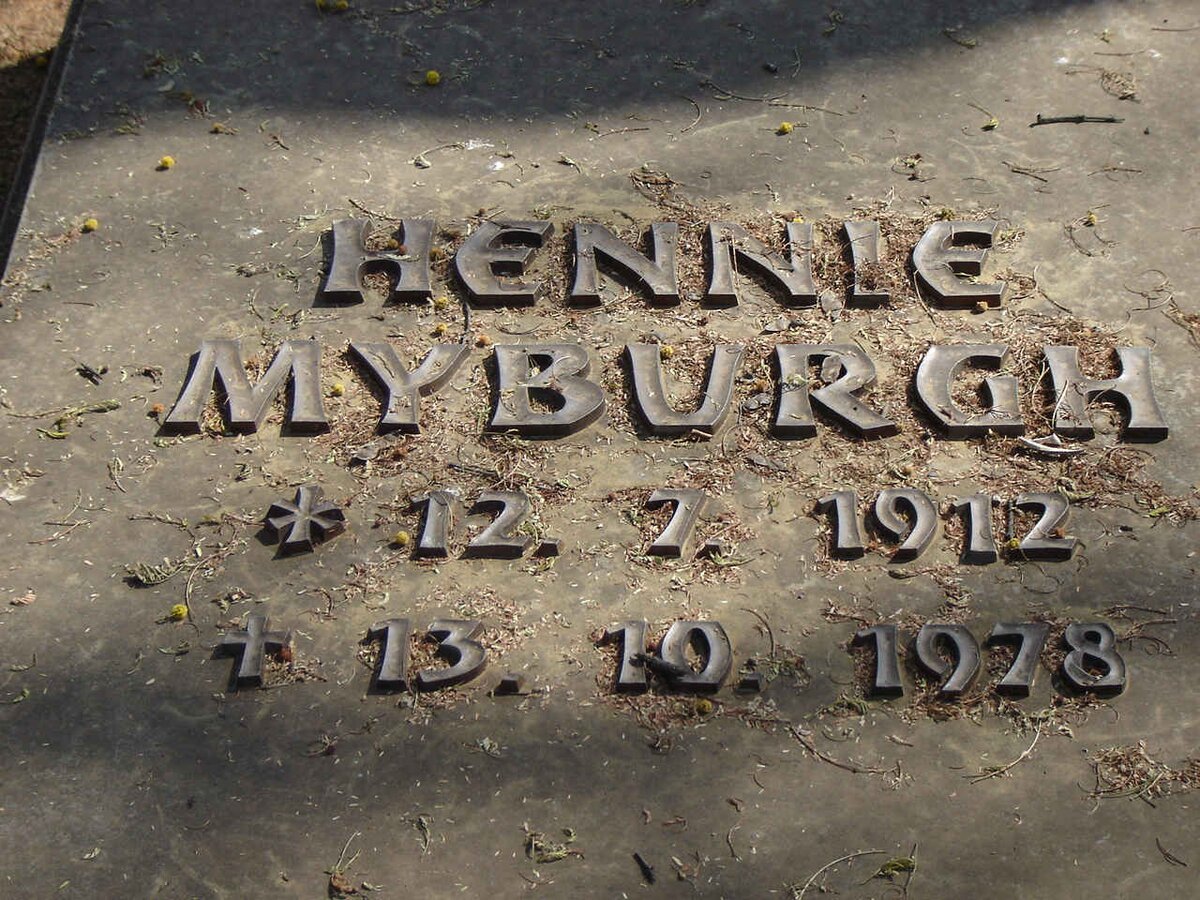 HENNIE
MYBURGH
* 12. 7. 1912
† 13. 10. 1978